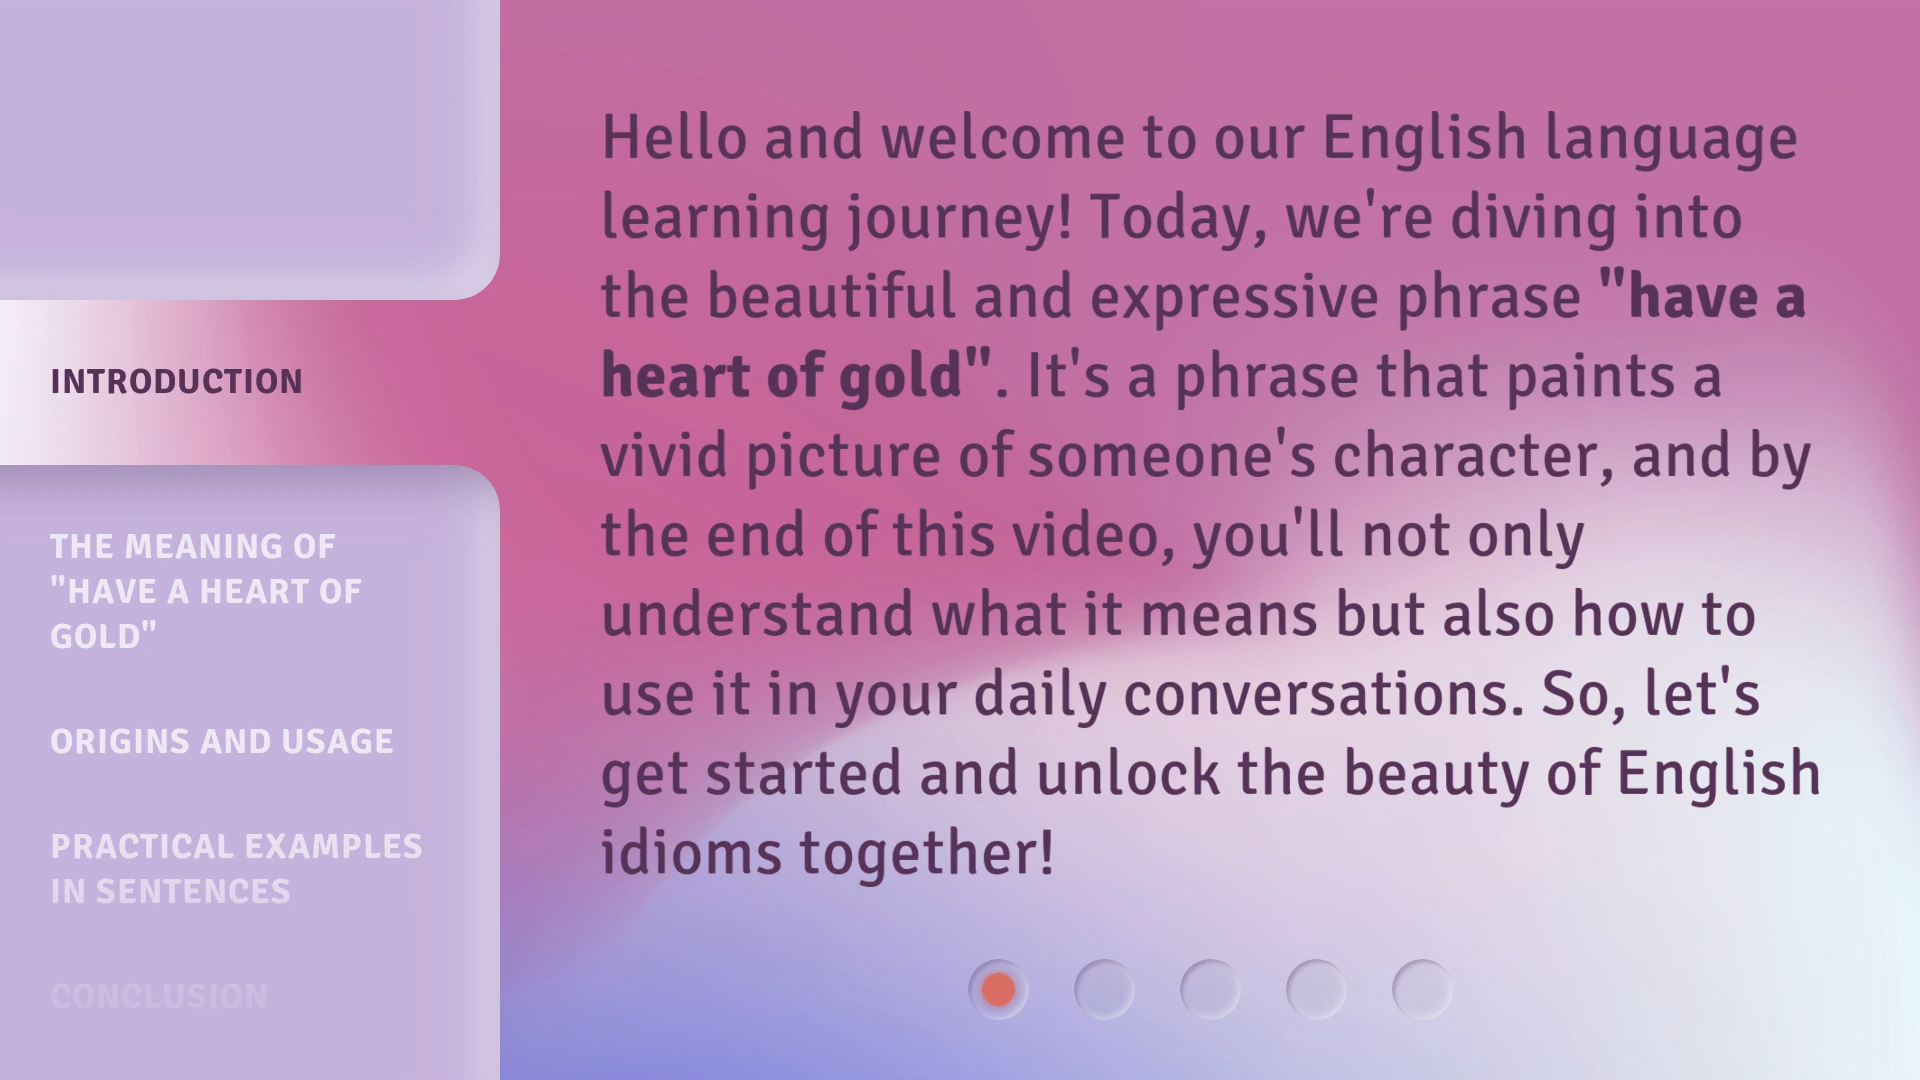 INTRODUCTION
THE MEANING OF
"HAVE A HEART OF
GOLD"
ORIGINS AND USAGE
PRACTICAL EXAMPLES
IN SENTENCES
CONCLUSION
Hello and welcome to our English language
learning journey! Today, we're diving into
the beautiful and expressive phrase "have a
heart of gold". It's a phrase that paints a
vivid picture of someone's character, and by
the end of this video, you'll not only
understand what it means but also how to
use it in your daily conversations. So, let's
get started and unlock the beauty of English
idioms together!